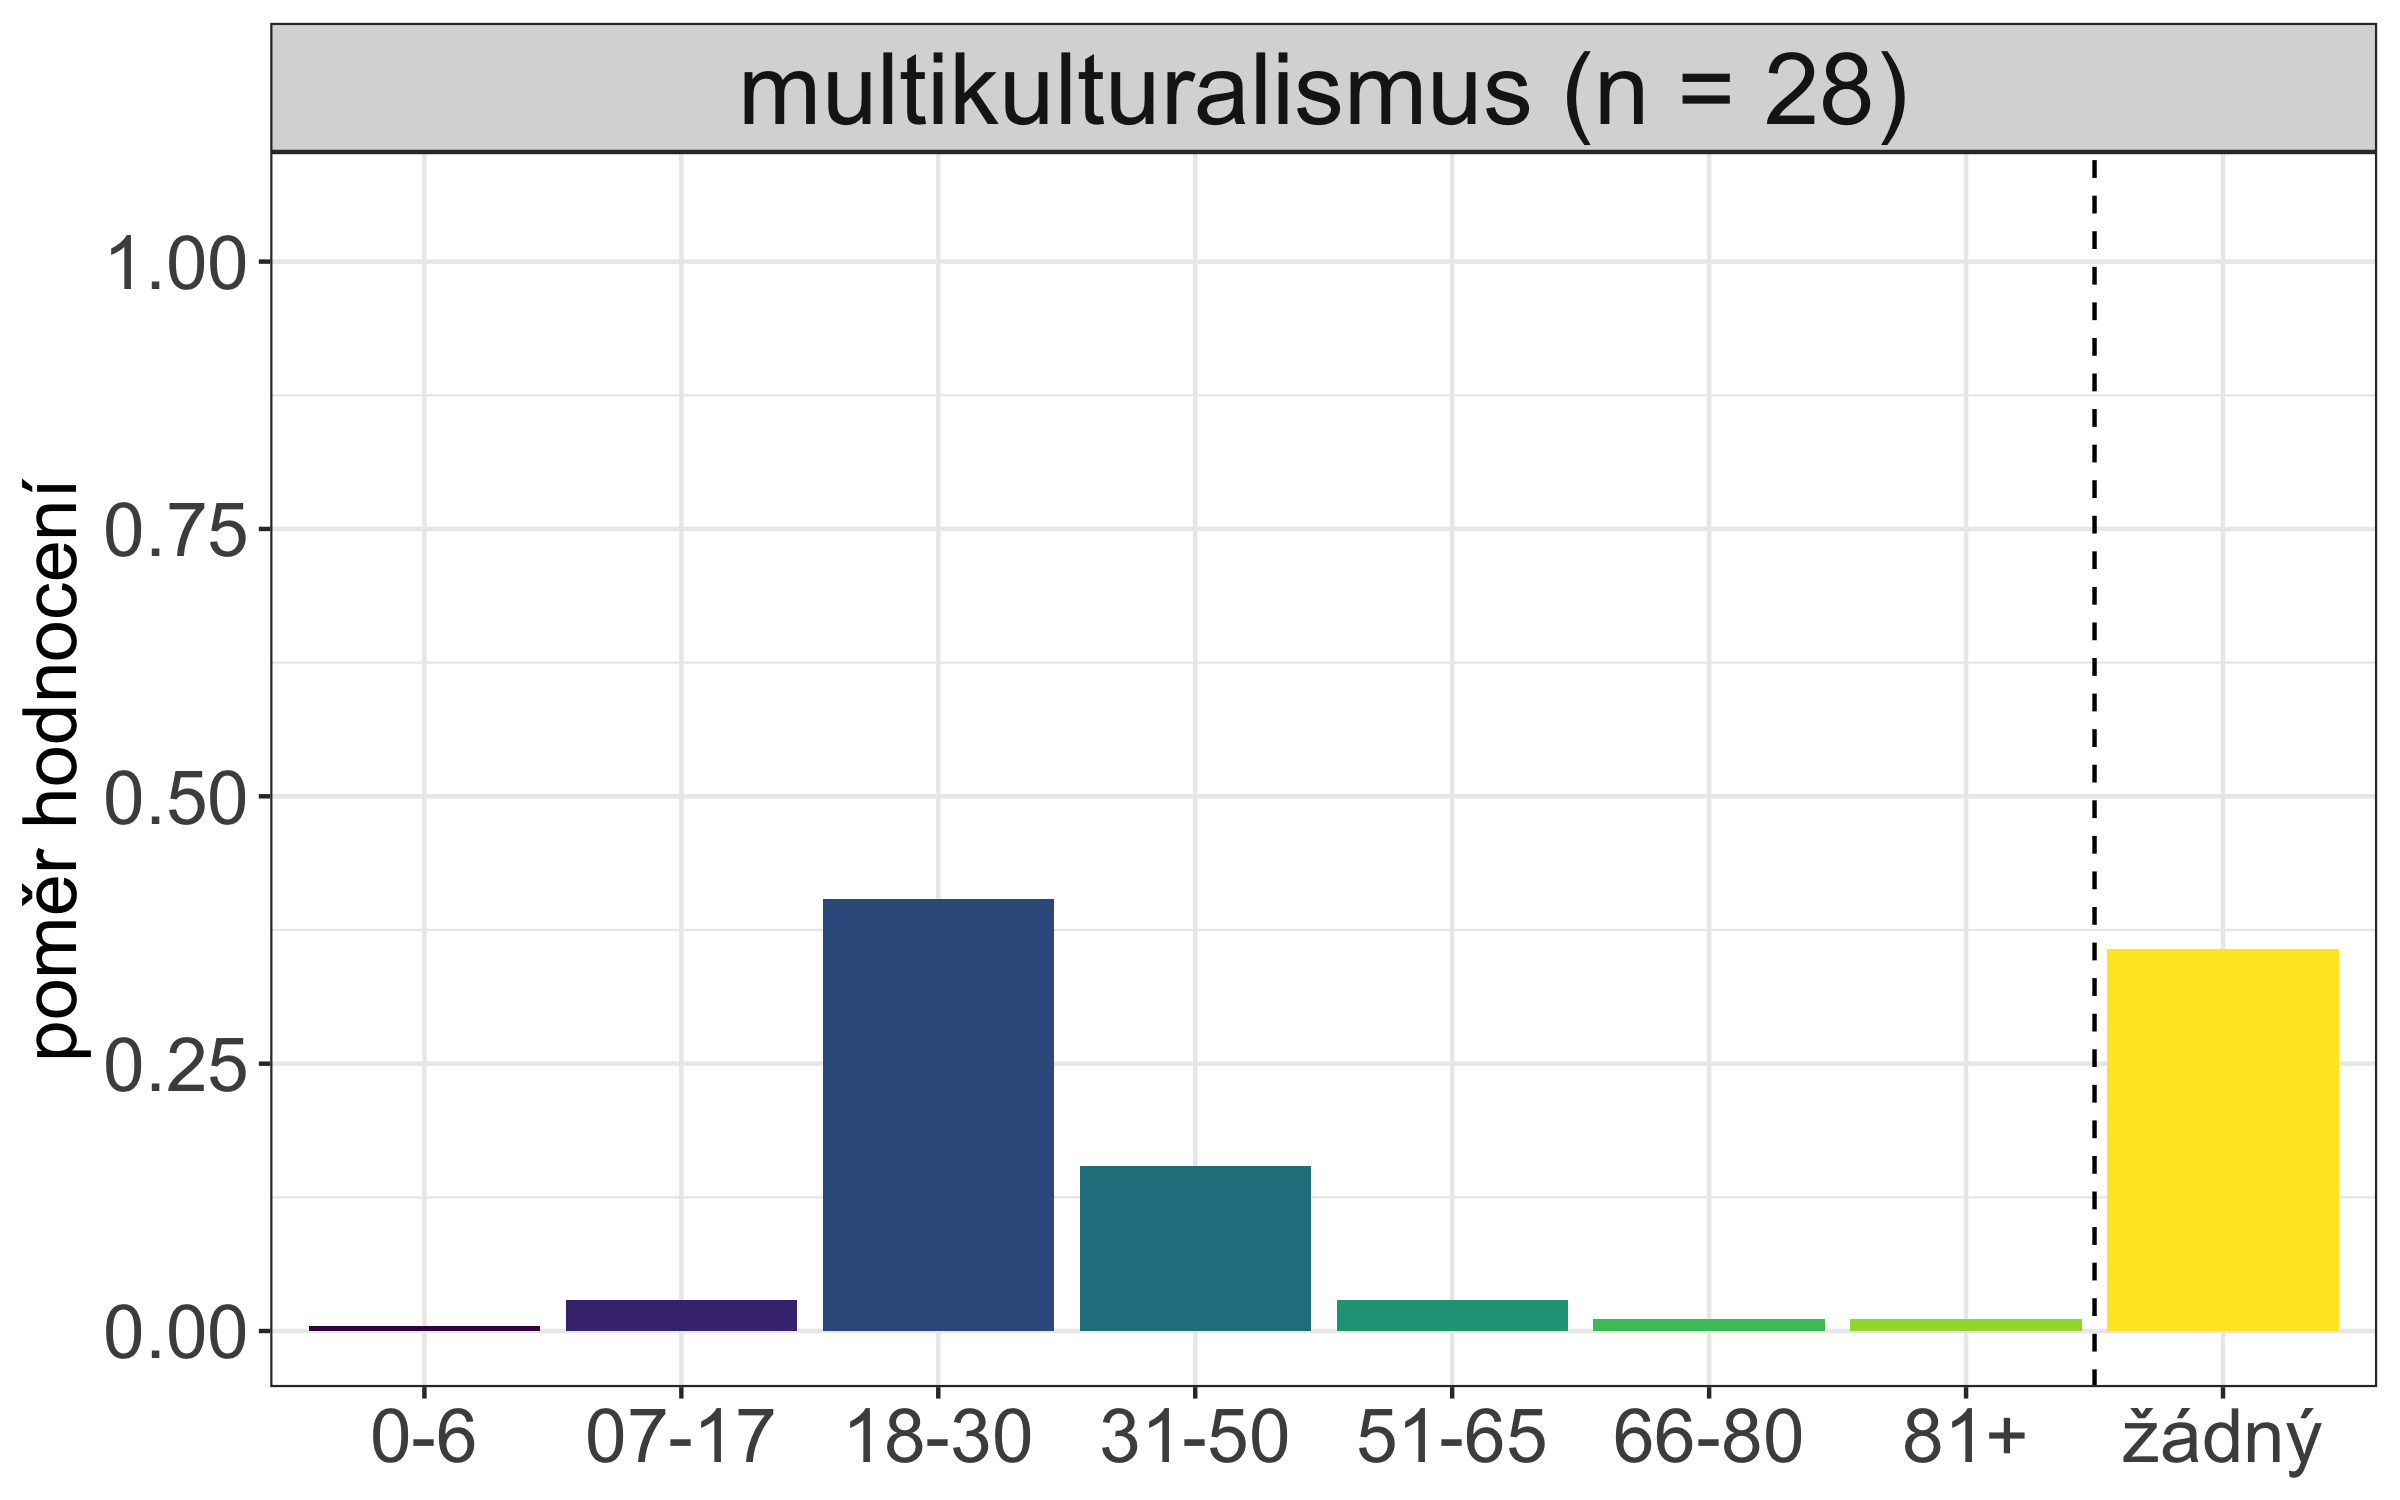 multikulturalismus (n = 28)
poměr hodnocení
1.00
0.75
0.50
0.25
0.00
0-6 07-17 18-30 31-50 51-65 66-80 81+ žádný